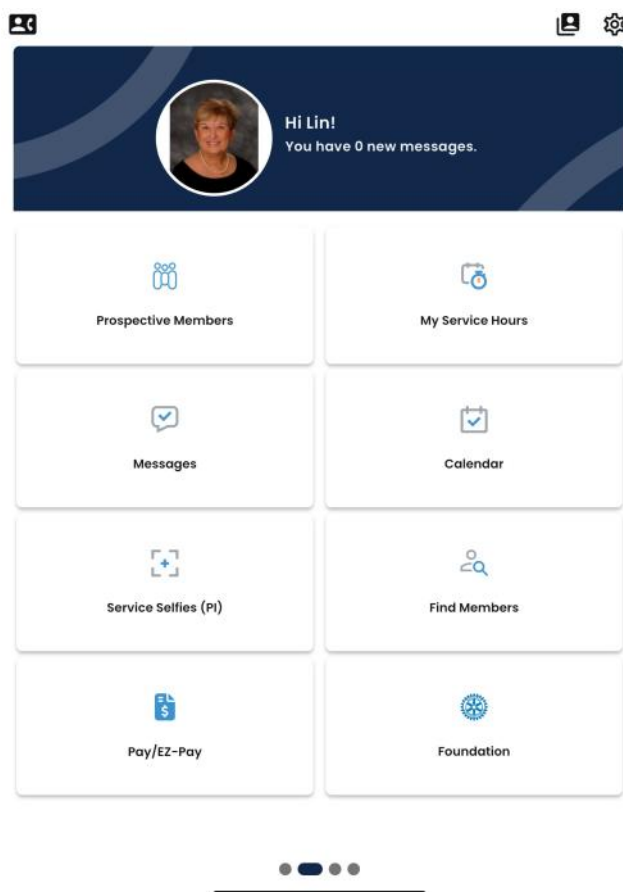 Hi Lin!
You have 0 new messages.
Prospective Members
My Service Hours
Messages
Calendar
Service Selfies (PI)
Find Members
Pay/EZ-Pay
Foundation